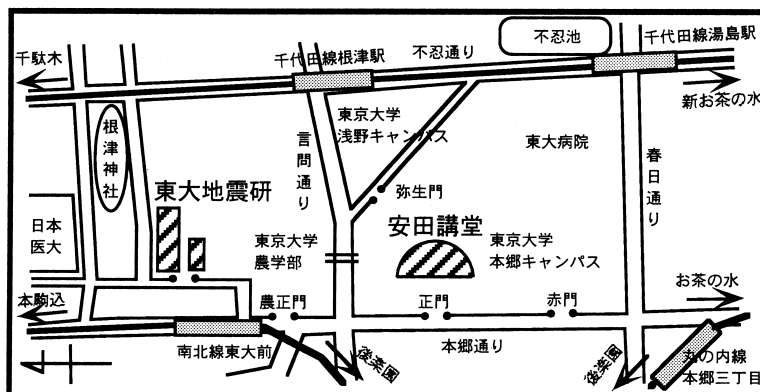 千駄木
千代田線根津駅
不忍通り
不忍池
千代田線湯島駅
新お茶の水
根津神社
東京大学
浅野キャンパス
言問通り
東大病院
春日通り
東大地震研
弥生門
安田講堂
日本
医大
東京大学
農学部
東京大学
本郷キャンパス
お茶の水
本駒込
農正門
正門
赤門
南北線東大前
後楽園
本郷通り
後楽園
丸の内線
本郷三丁目